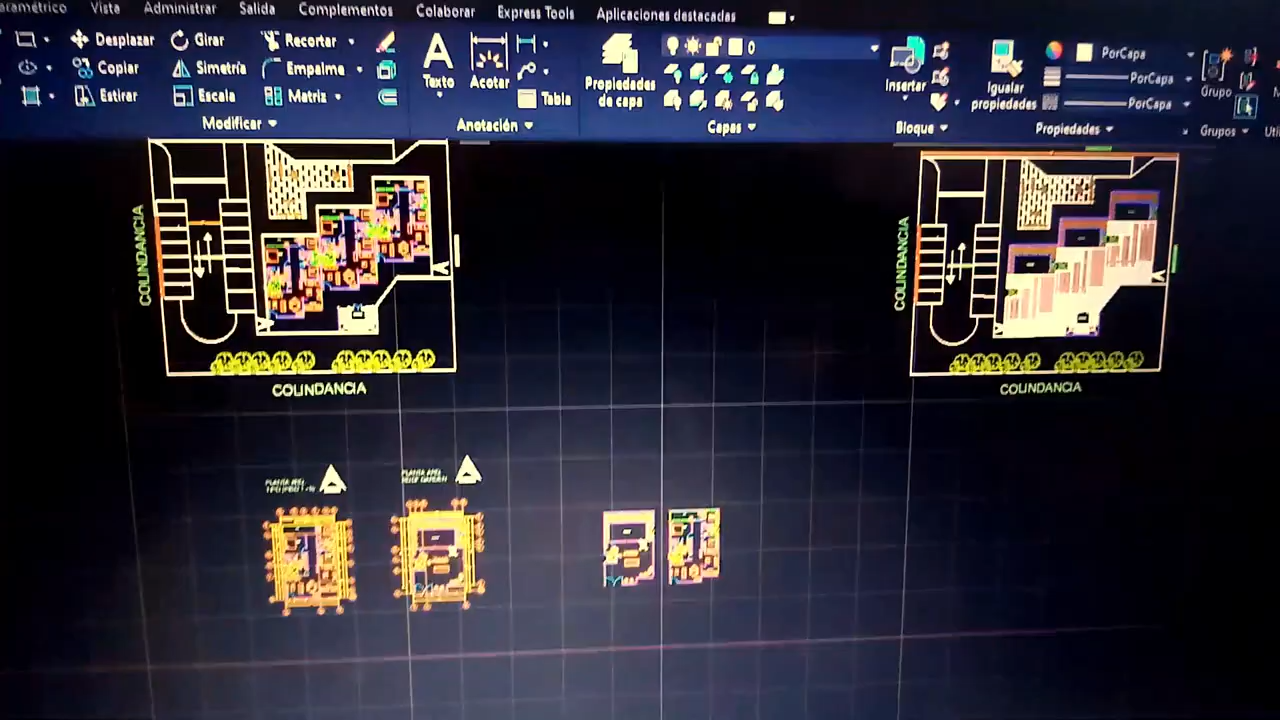 Vista Administrar Salida Complementos Colaborar Express Tools Aplicaciones destacadas
Desplazar Girar Recortar
Copiar Simetría Empalme
Estirar Escala Matriz
Modificar
A
Texto
Acotar
Tabla
Anotación
Propiedades
de capa
0
Capas
Insertar
Bloque
Igualar
propiedades
PorCapa
PorCapa
PorCapa
Propiedades
Grupo
Grupos
COLINDANCIA
COLINDANCIA
COLINDANCIA
COLINDANCIA